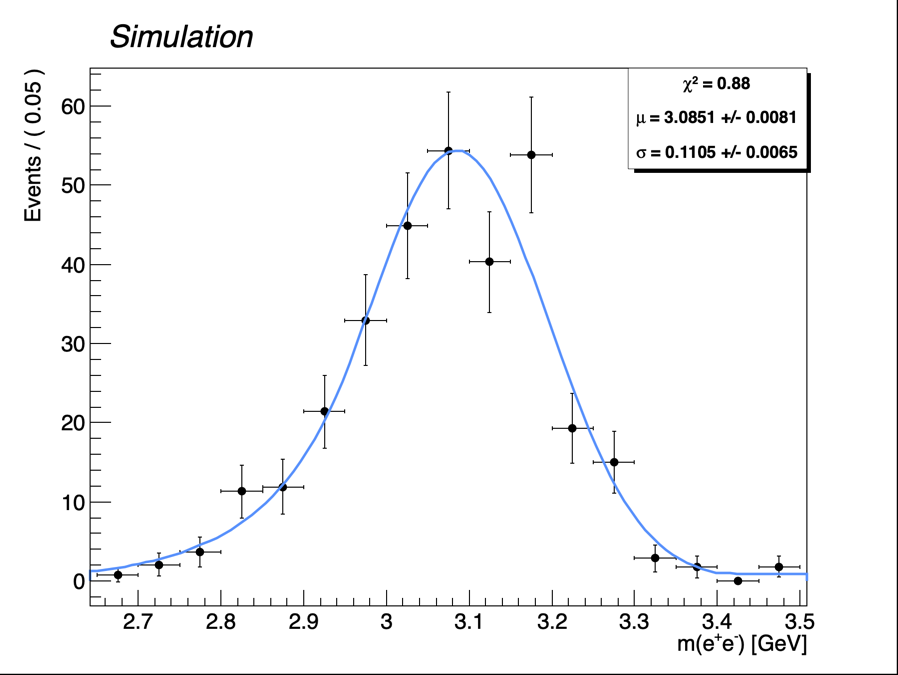 Simulation
χ² = 0.88
μ = 3.0851 +/- 0.0081
σ = 0.1105 +/- 0.0065
Events / ( 0.05 )
60
50
40
30
20
10
0
2.7 2.8 2.9 3 3.1 3.2 3.3 3.4 3.5
m(e⁺e⁻) [GeV]